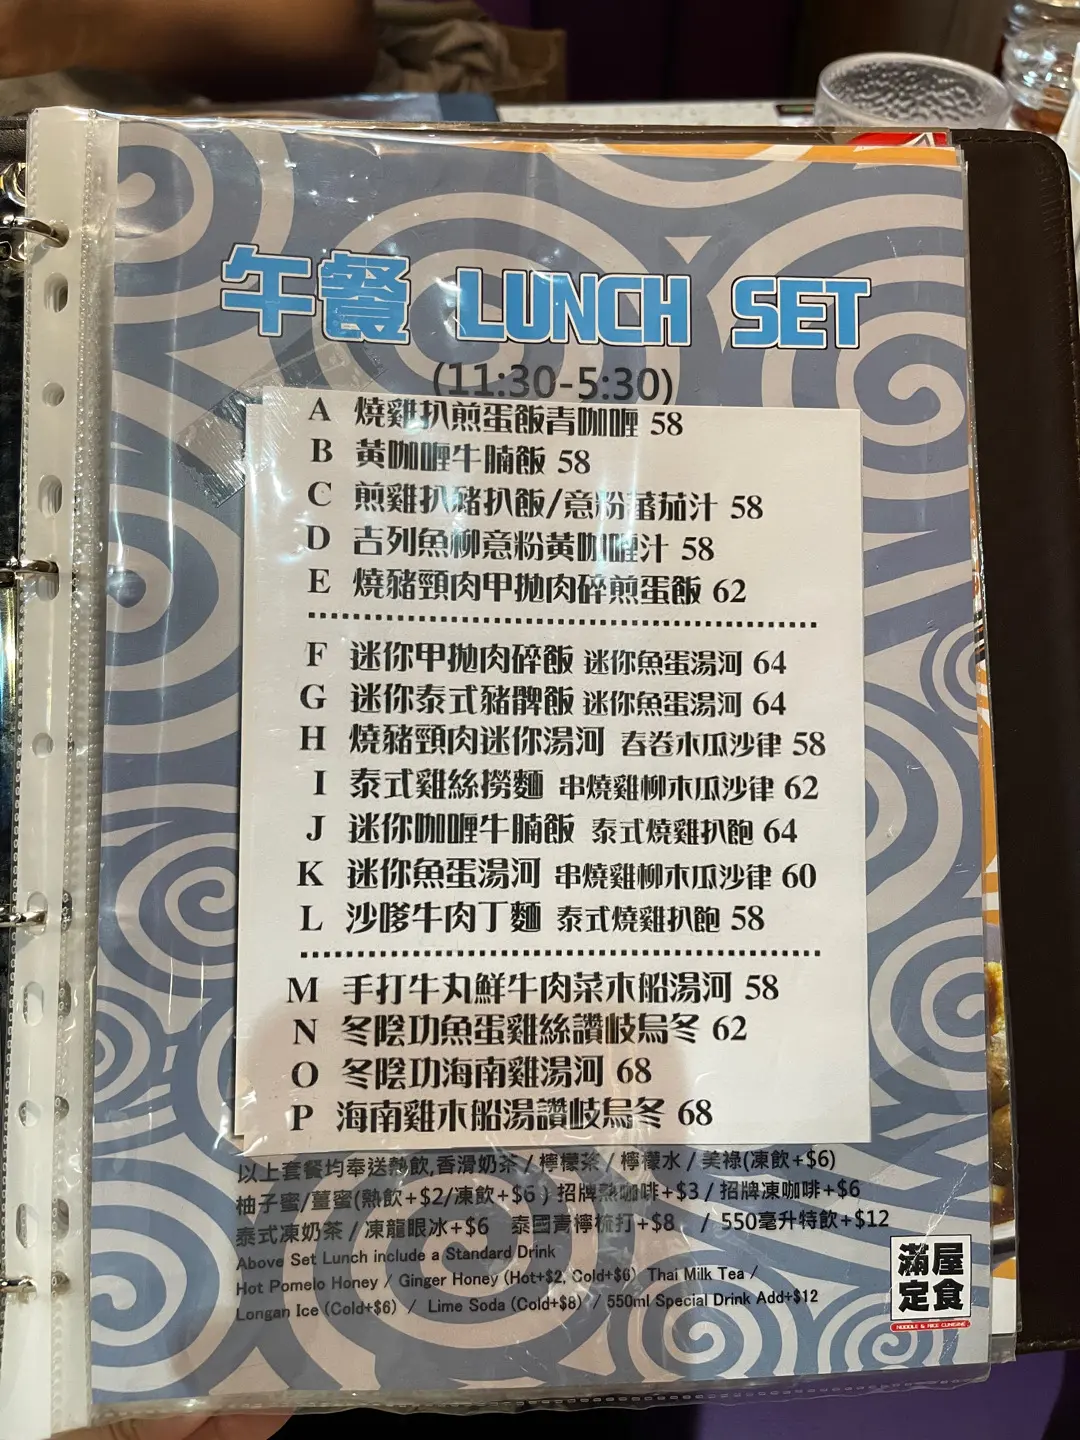 午餐 LUNCH SET
(11:30-5:30)
A 燒雞扒煎蛋飯青咖喱 58
B 黃咖喱牛腩飯 58
C 煎雞扒豬扒飯/意粉蕃茄汁 58
D 吉列魚柳意粉黃咖喱汁 58
E 燒豬頸肉甲拋肉碎煎蛋飯 62
F 迷你甲拋肉碎飯 迷你魚蛋湯河 64
G 迷你泰式豬髀飯 迷你魚蛋湯河 64
H 燒豬頸肉迷你湯河 春卷木瓜沙律 58
I 泰式雞絲撈麵 串燒雞柳木瓜沙律 62
J 迷你咖喱牛腩飯 泰式燒雞扒飽 64
K 迷你魚蛋湯河 串燒雞柳木瓜沙律 60
L 沙嗲牛肉丁麵 泰式燒雞扒飽 58
M 手打牛丸鮮牛肉菜木船湯河 58
N 冬陰功魚蛋雞絲讚岐烏冬 62
O 冬陰功海南雞湯河 68
P 海南雞木船湯讚岐烏冬 68
以上套餐均奉送熱飲,香滑奶茶 / 檸檬茶 / 檸檬水 / 美祿(凍飲+$6)
柚子蜜/薑蜜(熱飲+$2/凍飲+$6 ) 招牌熱咖啡+$3 / 招牌凍咖啡+$6
泰式凍奶茶 / 凍龍眼冰+$6 泰國青檸梳打+$8 / 550毫升特飲+$12
Above Set Lunch include a Standard Drink
Hot Pomelo Honey / Ginger Honey (Hot+$2, Cold+$6) Thai Milk Tea /
Longan Ice (Cold+$6) / Lime Soda (Cold+$8) / 550ml Special Drink Add+$12
滿屋
定食
NOODLE & RICE CUISINE